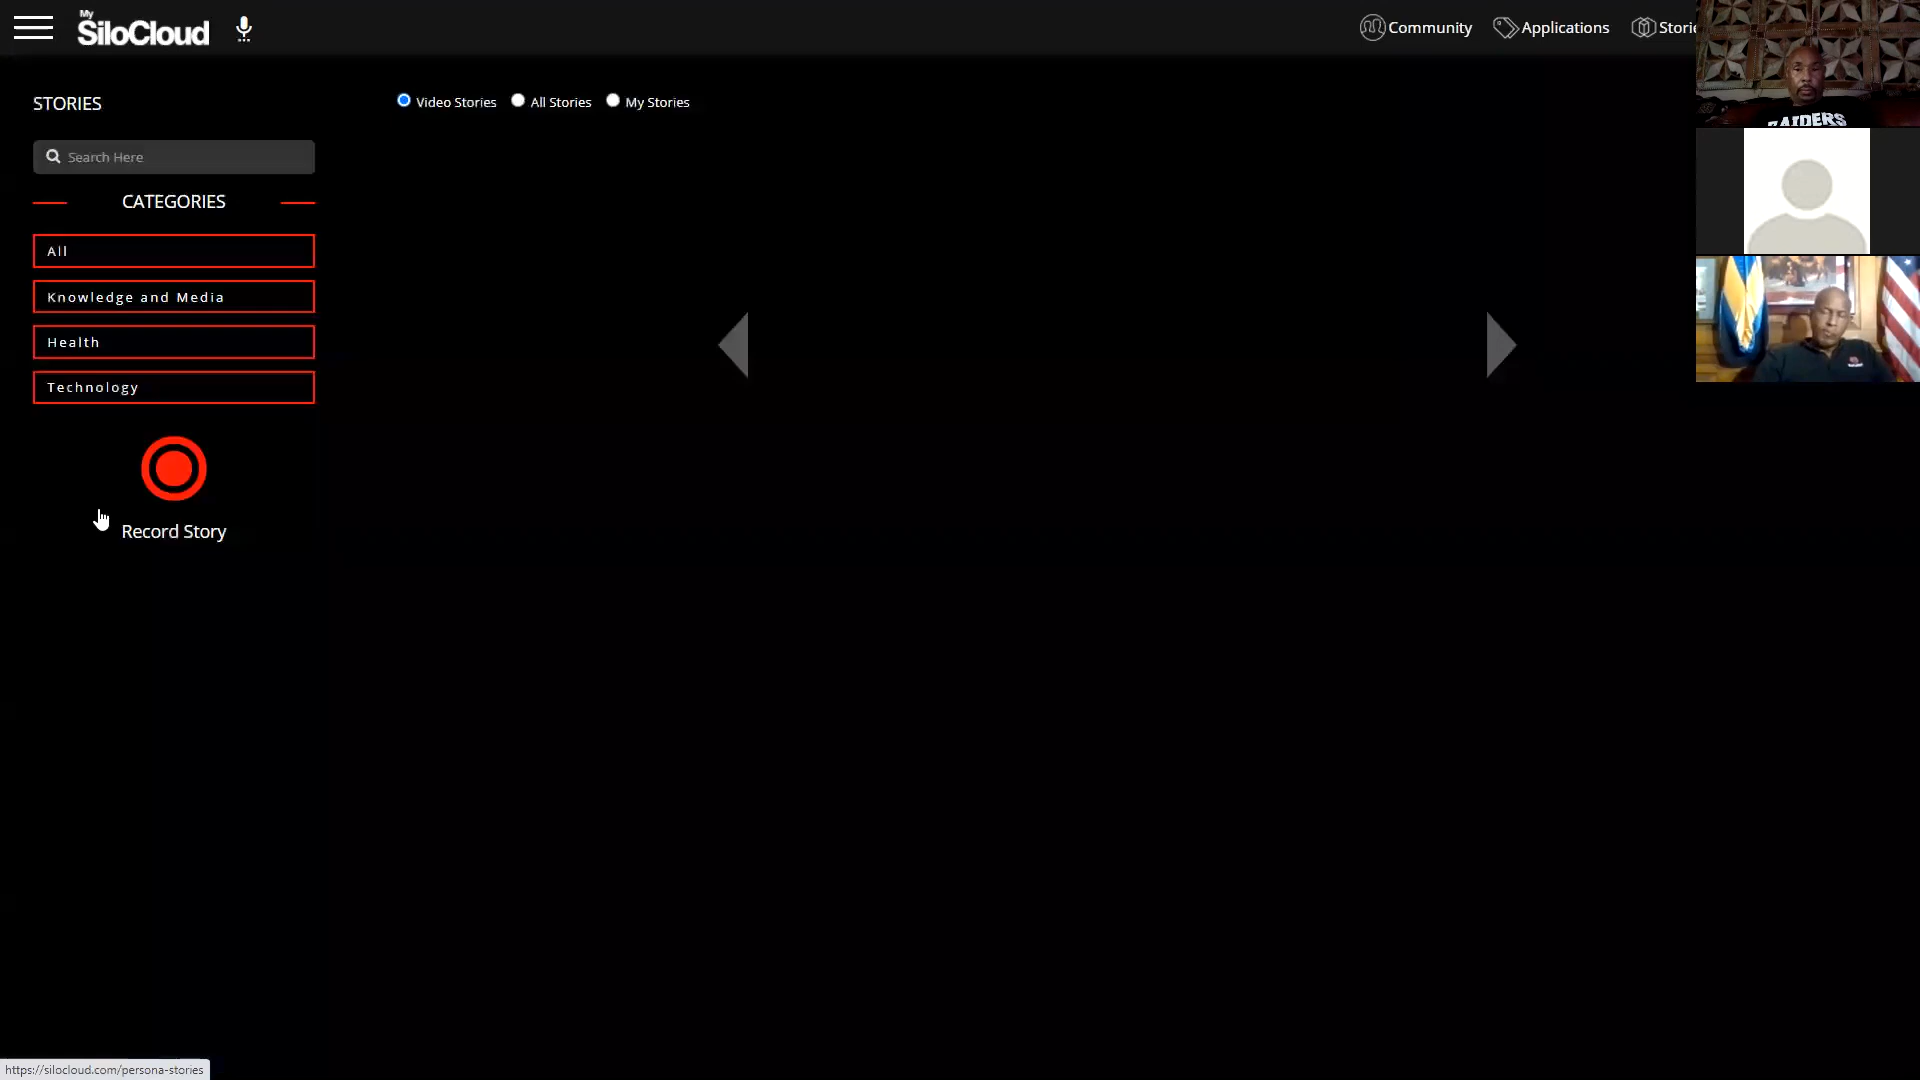 My
SiloCloud
Community
Applications
Storie
STORIES
Video Stories
All Stories
My Stories
Search Here
CATEGORIES
All
Knowledge and Media
Health
Technology
Record Story
RAIDERS
https://silocloud.com/persona-stories